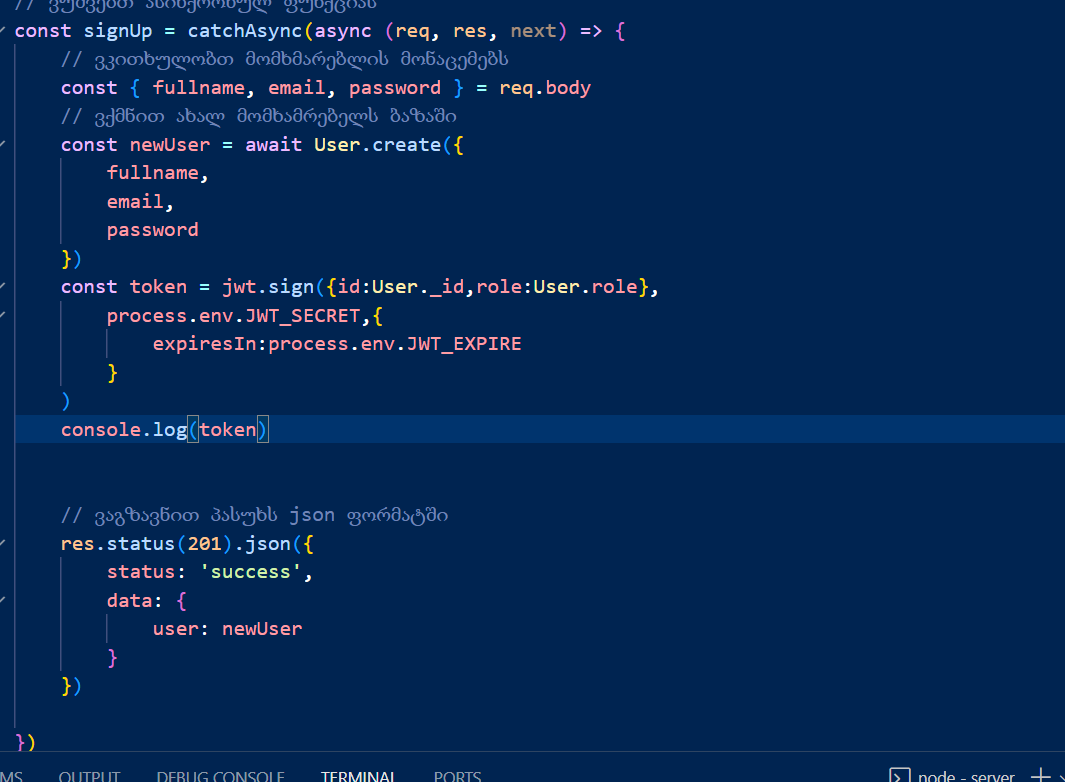 // ვუშვებთ ასინქრონულ ფუნქციას
const signUp = catchAsync(async (req, res, next) => {
// ვკითხულობთ მომხმარებლის მონაცემებს
const { fullname, email, password } = req.body
// ვქმნით ახალ მომხამრებელს ბაზაში
const newUser = await User.create({
fullname,
email,
password
})
const token = jwt.sign({id:User._id,role:User.role},
process.env.JWT_SECRET,{
expiresIn:process.env.JWT_EXPIRE
}
)
console.log(token)
// ვაგზავნით პასუხს json ფორმატში
res.status(201).json({
status: 'success',
data: {
user: newUser
}
})
})
MS OUTPUT DEBUG CONSOLE TERMINAL PORTS node - server